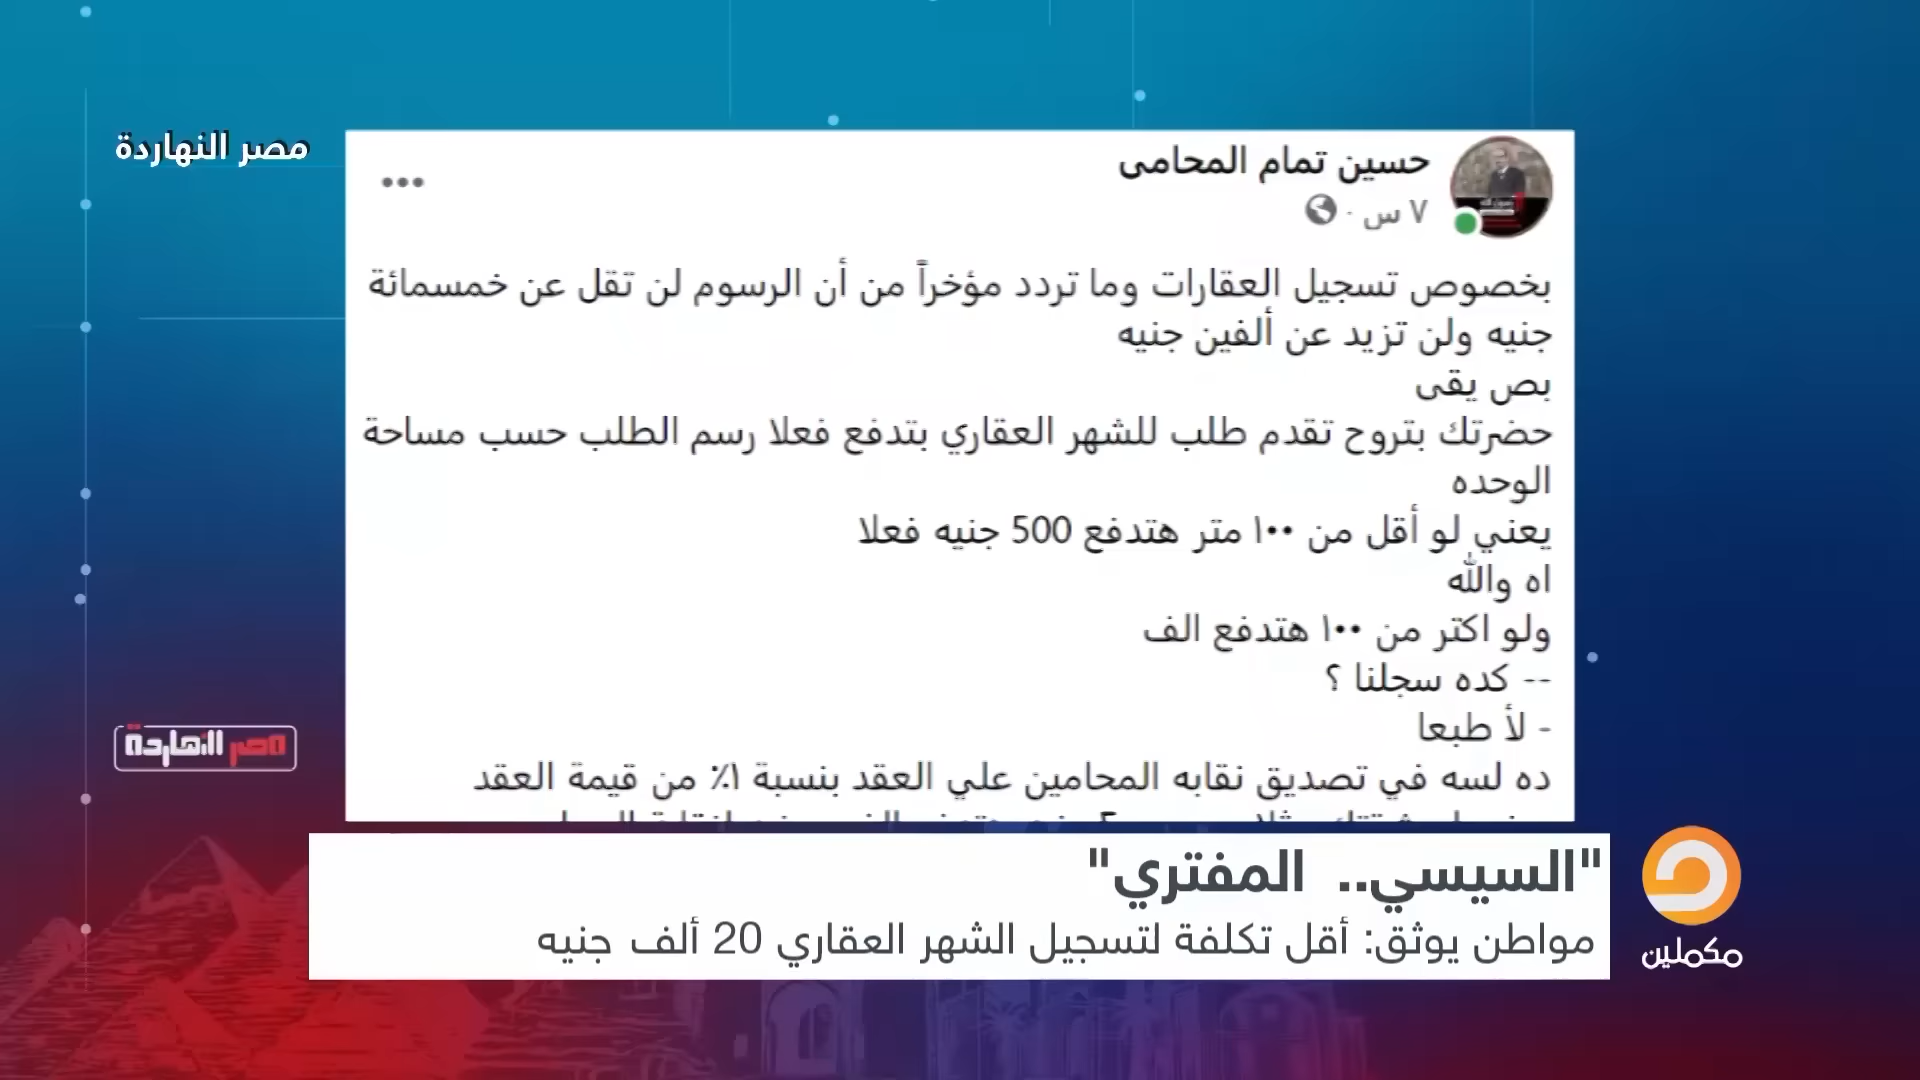 مصر النهاردة
حسين تمام المحامى
٧ س ·
بخصوص تسجيل العقارات وما تردد مؤخراً من أن الرسوم لن تقل عن خمسمائة
جنيه ولن تزيد عن ألفين جنيه
بص يقى
حضرتك بتروح تقدم طلب للشهر العقاري بتدفع فعلا رسم الطلب حسب مساحة
الوحده
يعني لو أقل من ١٠٠ متر هتدفع 500 جنيه فعلا
اه والله
ولو اكتر من ١٠٠ هتدفع الف
-- كده سجلنا ؟
- لأ طبعا
ده لسه في تصديق نقابه المحامين علي العقد بنسبة ١٪ من قيمة العقد
مصر النهاردة
"السيسي.. المفتري"
مواطن يوثق: أقل تكلفة لتسجيل الشهر العقاري 20 ألف جنيه
مكملين